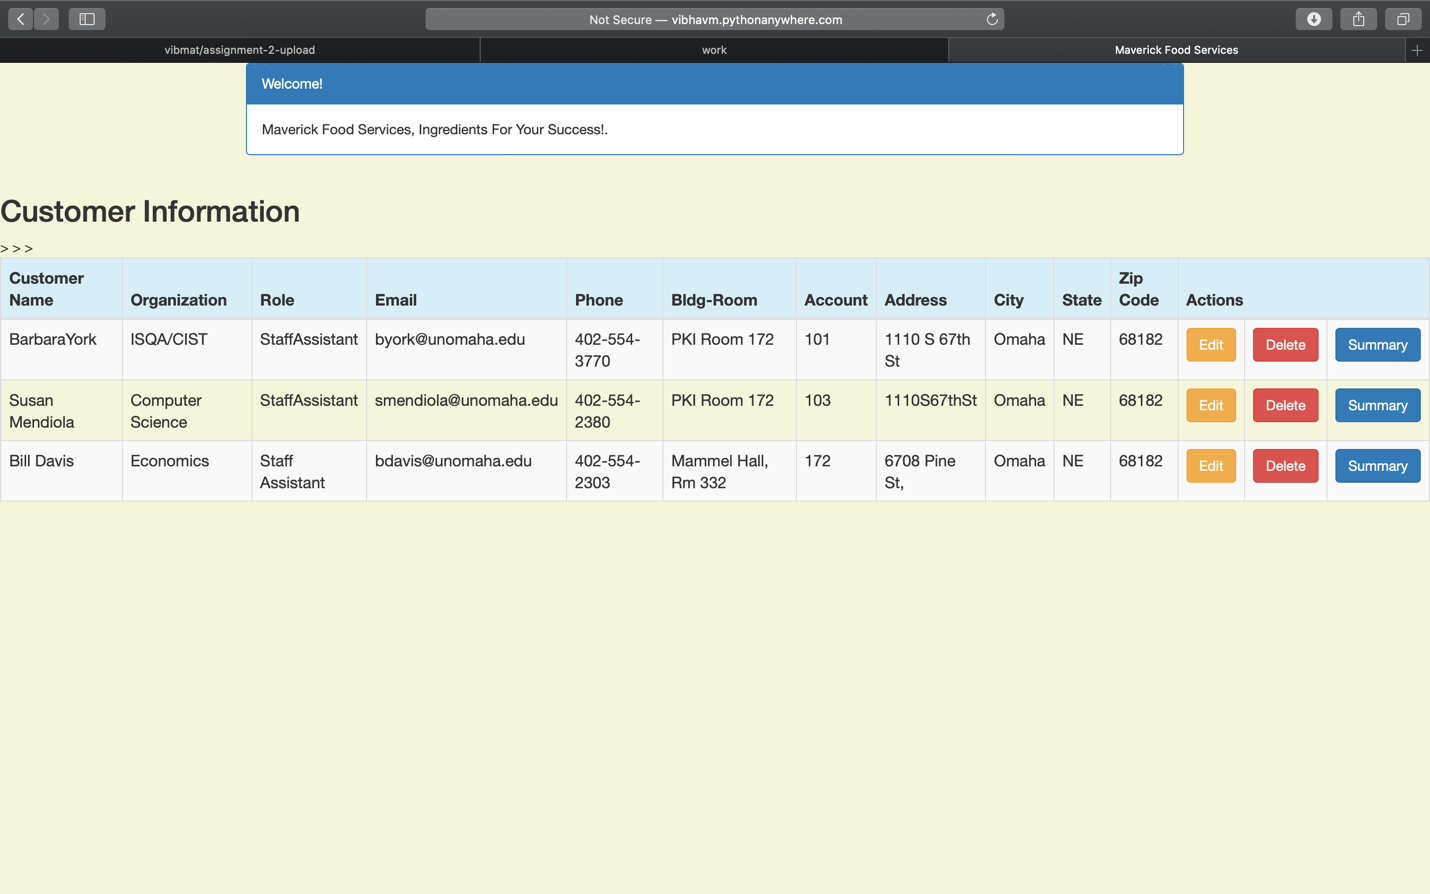 Not Secure — vibhavm.pythonanywhere.com
vibmat/assignment-2-upload work Maverick Food Services
Welcome!
Maverick Food Services, Ingredients For Your Success!.
Customer Information
> > >
Customer Name Organization Role Email Phone Bldg-Room Account Address City State Zip Code Actions
BarbaraYork ISQA/CIST StaffAssistant byork@unomaha.edu 402-554-3770 PKI Room 172 101 1110 S 67th St Omaha NE 68182 Edit Delete Summary
Susan Mendiola Computer Science StaffAssistant smendiola@unomaha.edu 402-554-2380 PKI Room 172 103 1110S67thSt Omaha NE 68182 Edit Delete Summary
Bill Davis Economics Staff Assistant bdavis@unomaha.edu 402-554-2303 Mammel Hall, Rm 332 172 6708 Pine St, Omaha NE 68182 Edit Delete Summary